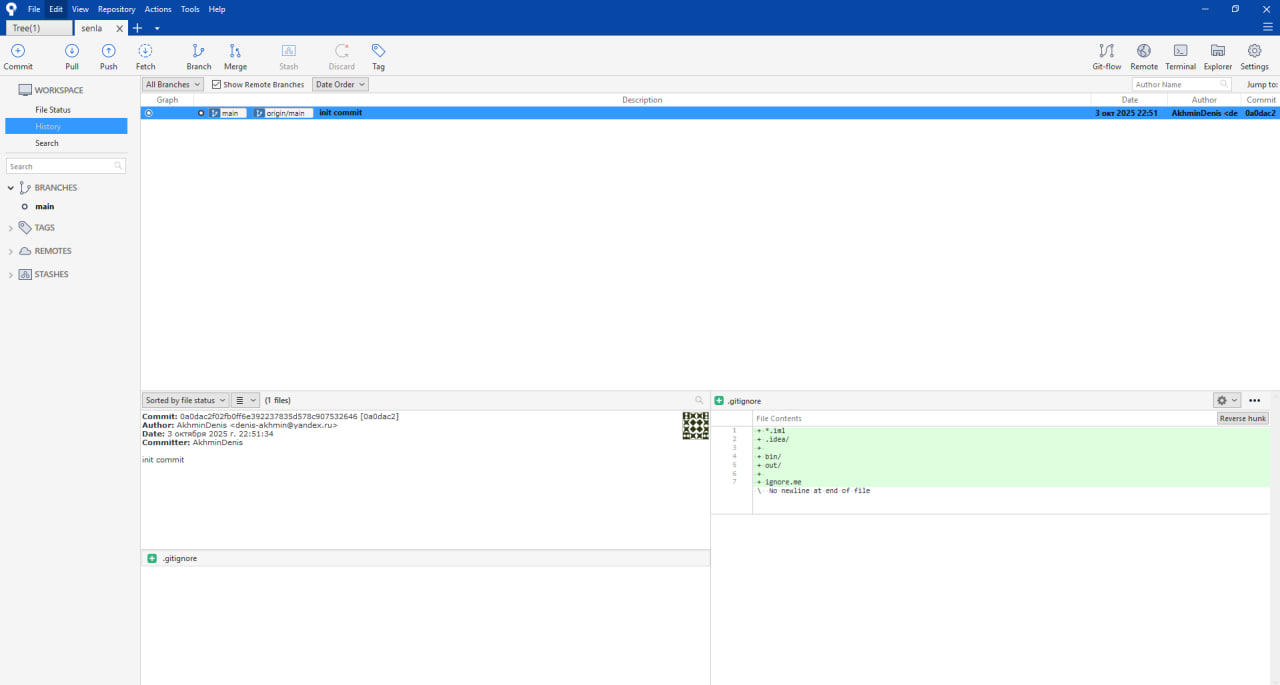 File Edit View Repository Actions Tools Help
Tree(1) senla
Commit Pull Push Fetch Branch Merge Stash Discard Tag Git-flow Remote Terminal Explorer Settings
WORKSPACE
File Status
History
Search
Search
BRANCHES
main
TAGS
REMOTES
STASHES
All Branches Show Remote Branches Date Order Author Name Jump to:
Graph Description Date Author Commit
main origin/main init commit 3 окт 2025 22:51 AkhminDenis <de 0a0dac2
Sorted by file status (1 files)
Commit: 0a0dac2f02fb0ff6e392237835d578c907532646 [0a0dac2]
Author: AkhminDenis <denis-akhmin@yandex.ru>
Date: 3 октября 2025 г. 22:51:34
Committer: AkhminDenis
init commit
.gitignore
.gitignore
File Contents Reverse hunk
1 + *.iml
2 + .idea/
3 +
4 + bin/
5 + out/
6 +
7 + ignore.me
\ No newline at end of file